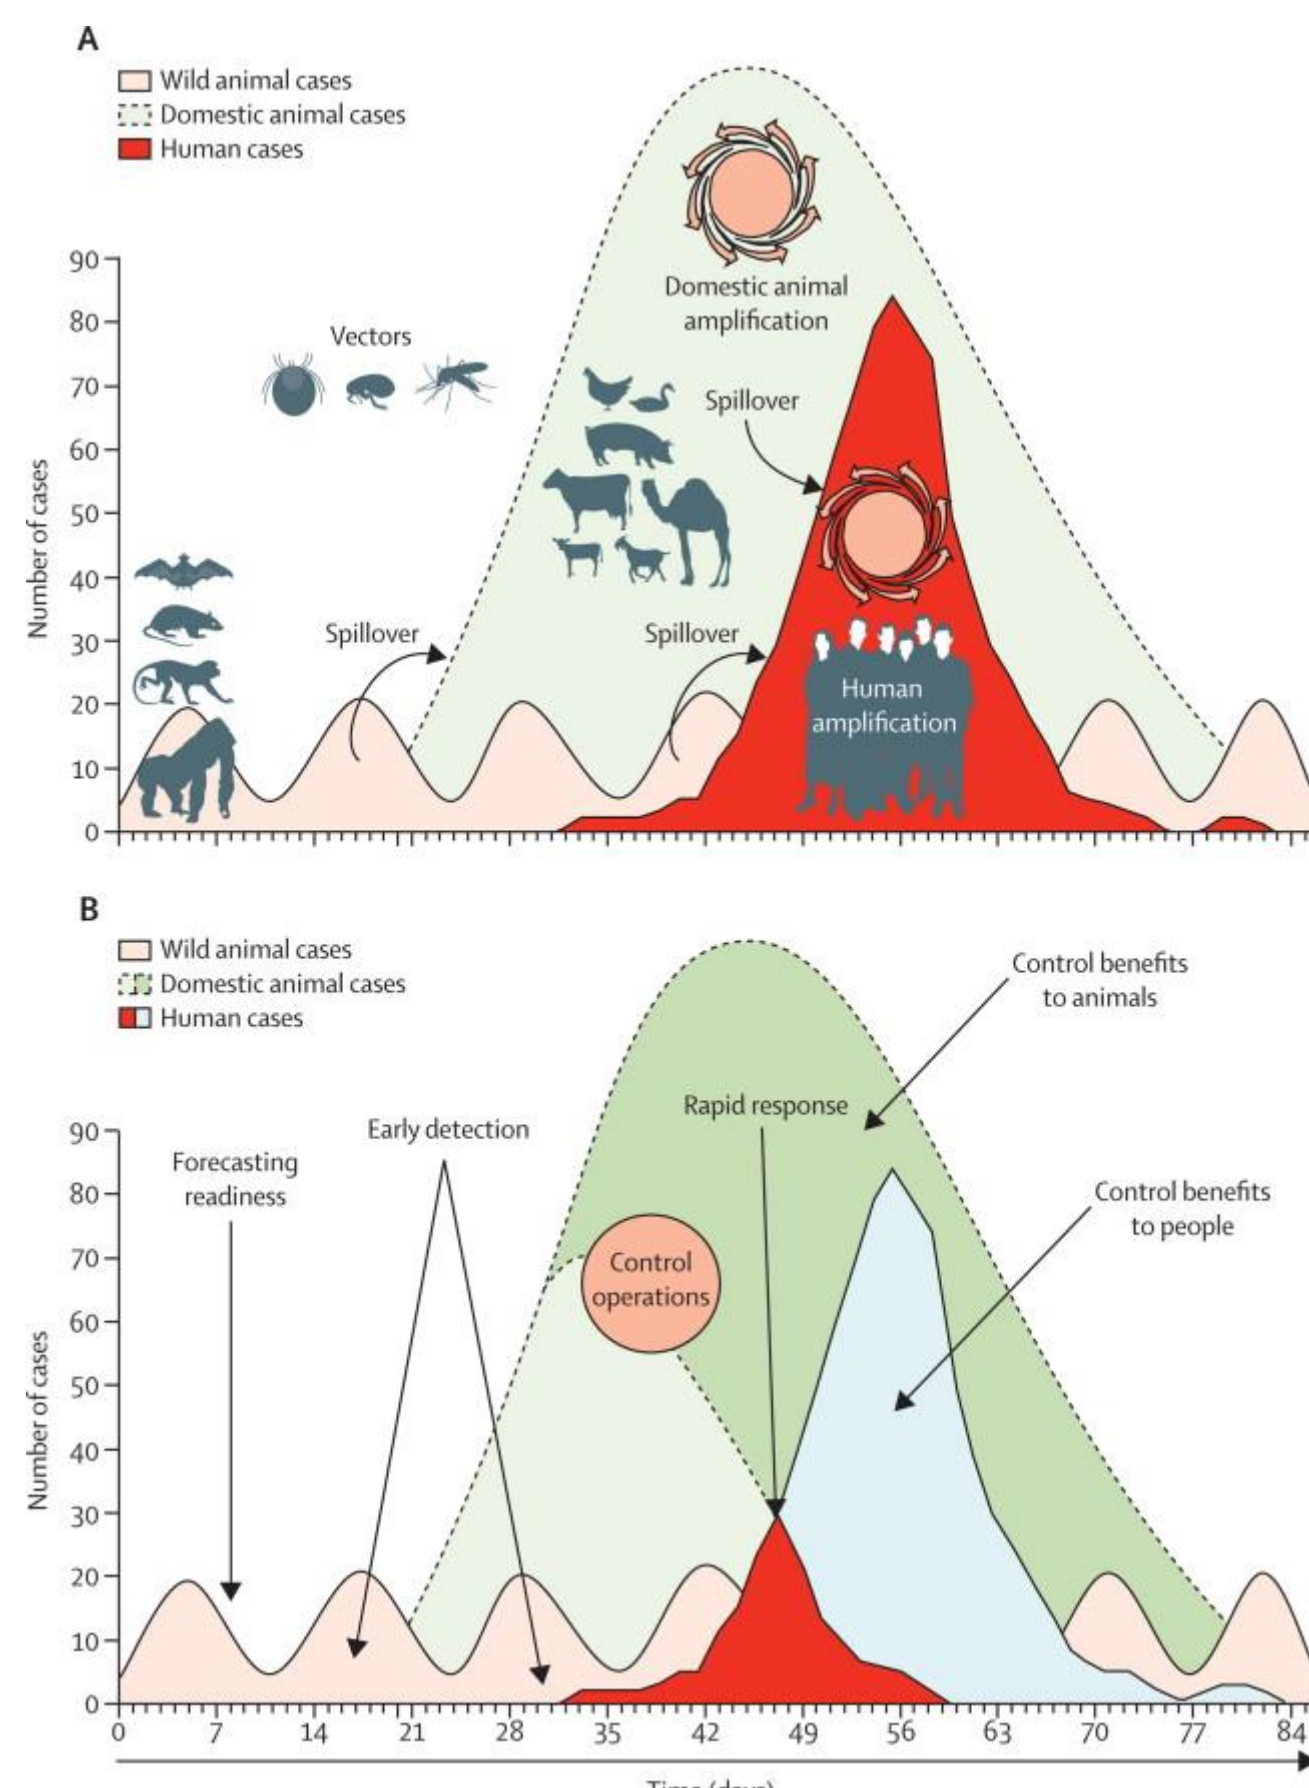 A
Wild animal cases
Domestic animal cases
Human cases
90
80
70
60
50
40
30
20
10
0
Number of cases
Vectors
Domestic animal
amplification
Spillover
Spillover
Spillover
Human
amplification
B
Wild animal cases
Domestic animal cases
Human cases
Control benefits
to animals
Rapid response
Early detection
Forecasting
readiness
Control benefits
to people
Control
operations
90
80
70
60
50
40
30
20
10
0
Number of cases
0 7 14 21 28 35 42 49 56 63 70 77 84
Time (days)